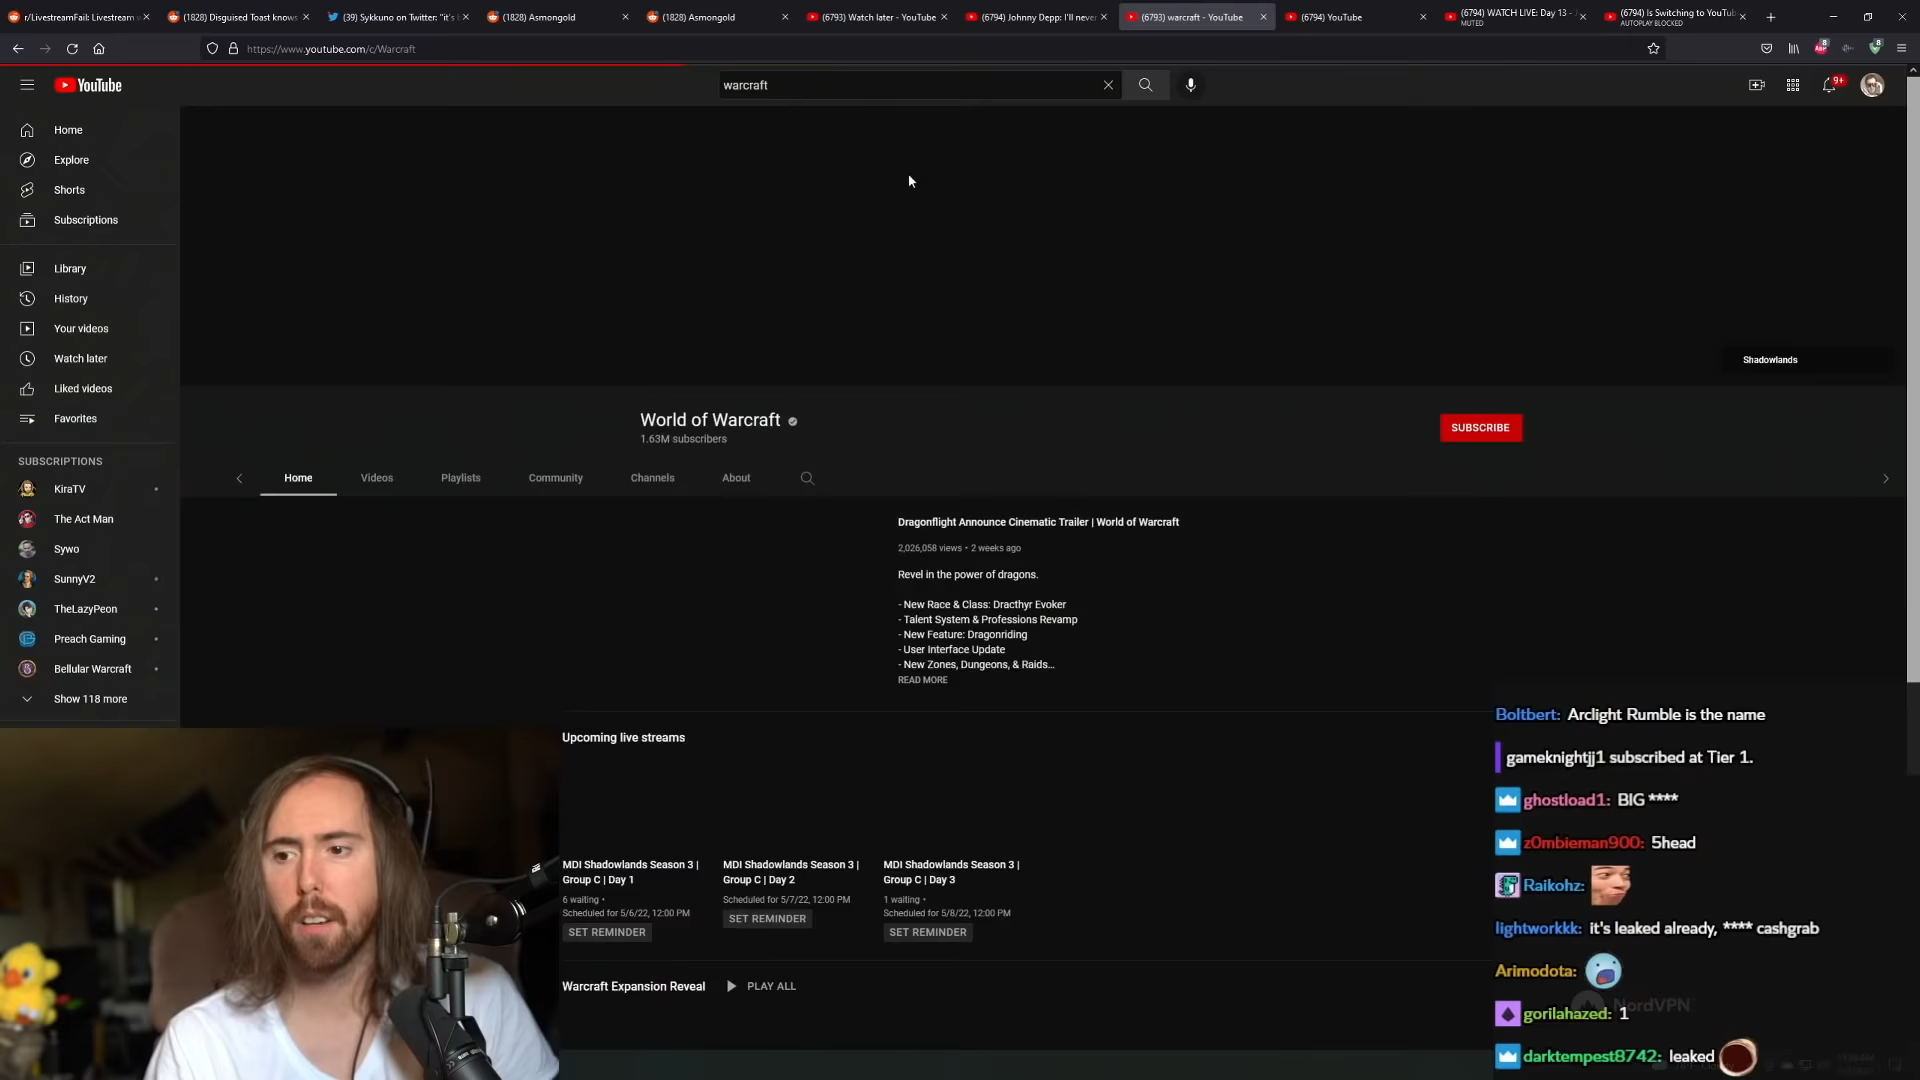 r/LivestreamFail: Livestream w
(1828) Disguised Toast knows
(39) Sykkuno on Twitter: "it's b
(1828) Asmongold
(1828) Asmongold
(6793) Watch later - YouTube
(6794) Johnny Depp: I'll never
(6793) warcraft - YouTube
(6794) YouTube
(6794) WATCH LIVE: Day 13 -
MUTED
(6794) Is Switching to YouTub
AUTOPLAY BLOCKED
https://www.youtube.com/c/Warcraft
YouTube
warcraft
9+
Home
Explore
Shorts
Subscriptions
Library
History
Your videos
Watch later
Liked videos
Favorites
SUBSCRIPTIONS
KiraTV
The Act Man
Sywo
SunnyV2
TheLazyPeon
Preach Gaming
Bellular Warcraft
Show 118 more
Shadowlands
World of Warcraft
1.63M subscribers
SUBSCRIBE
Home
Videos
Playlists
Community
Channels
About
Dragonflight Announce Cinematic Trailer | World of Warcraft
2,026,058 views • 2 weeks ago
Revel in the power of dragons.
- New Race & Class: Dracthyr Evoker
- Talent System & Professions Revamp
- New Feature: Dragonriding
- User Interface Update
- New Zones, Dungeons, & Raids...
READ MORE
Upcoming live streams
MDI Shadowlands Season 3 |
Group C | Day 1
6 waiting •
Scheduled for 5/6/22, 12:00 PM
SET REMINDER
MDI Shadowlands Season 3 |
Group C | Day 2
Scheduled for 5/7/22, 12:00 PM
SET REMINDER
MDI Shadowlands Season 3 |
Group C | Day 3
1 waiting •
Scheduled for 5/8/22, 12:00 PM
SET REMINDER
Warcraft Expansion Reveal
PLAY ALL
Boltbert: Arclight Rumble is the name
gameknightjj1 subscribed at Tier 1.
ghostload1: BIG ****
z0mbieman900: 5head
Raikohz:
lightworkkk: it's leaked already, **** cashgrab
Arimodota:
NordVPN
gorilahazed: 1
darktempest8742: leaked